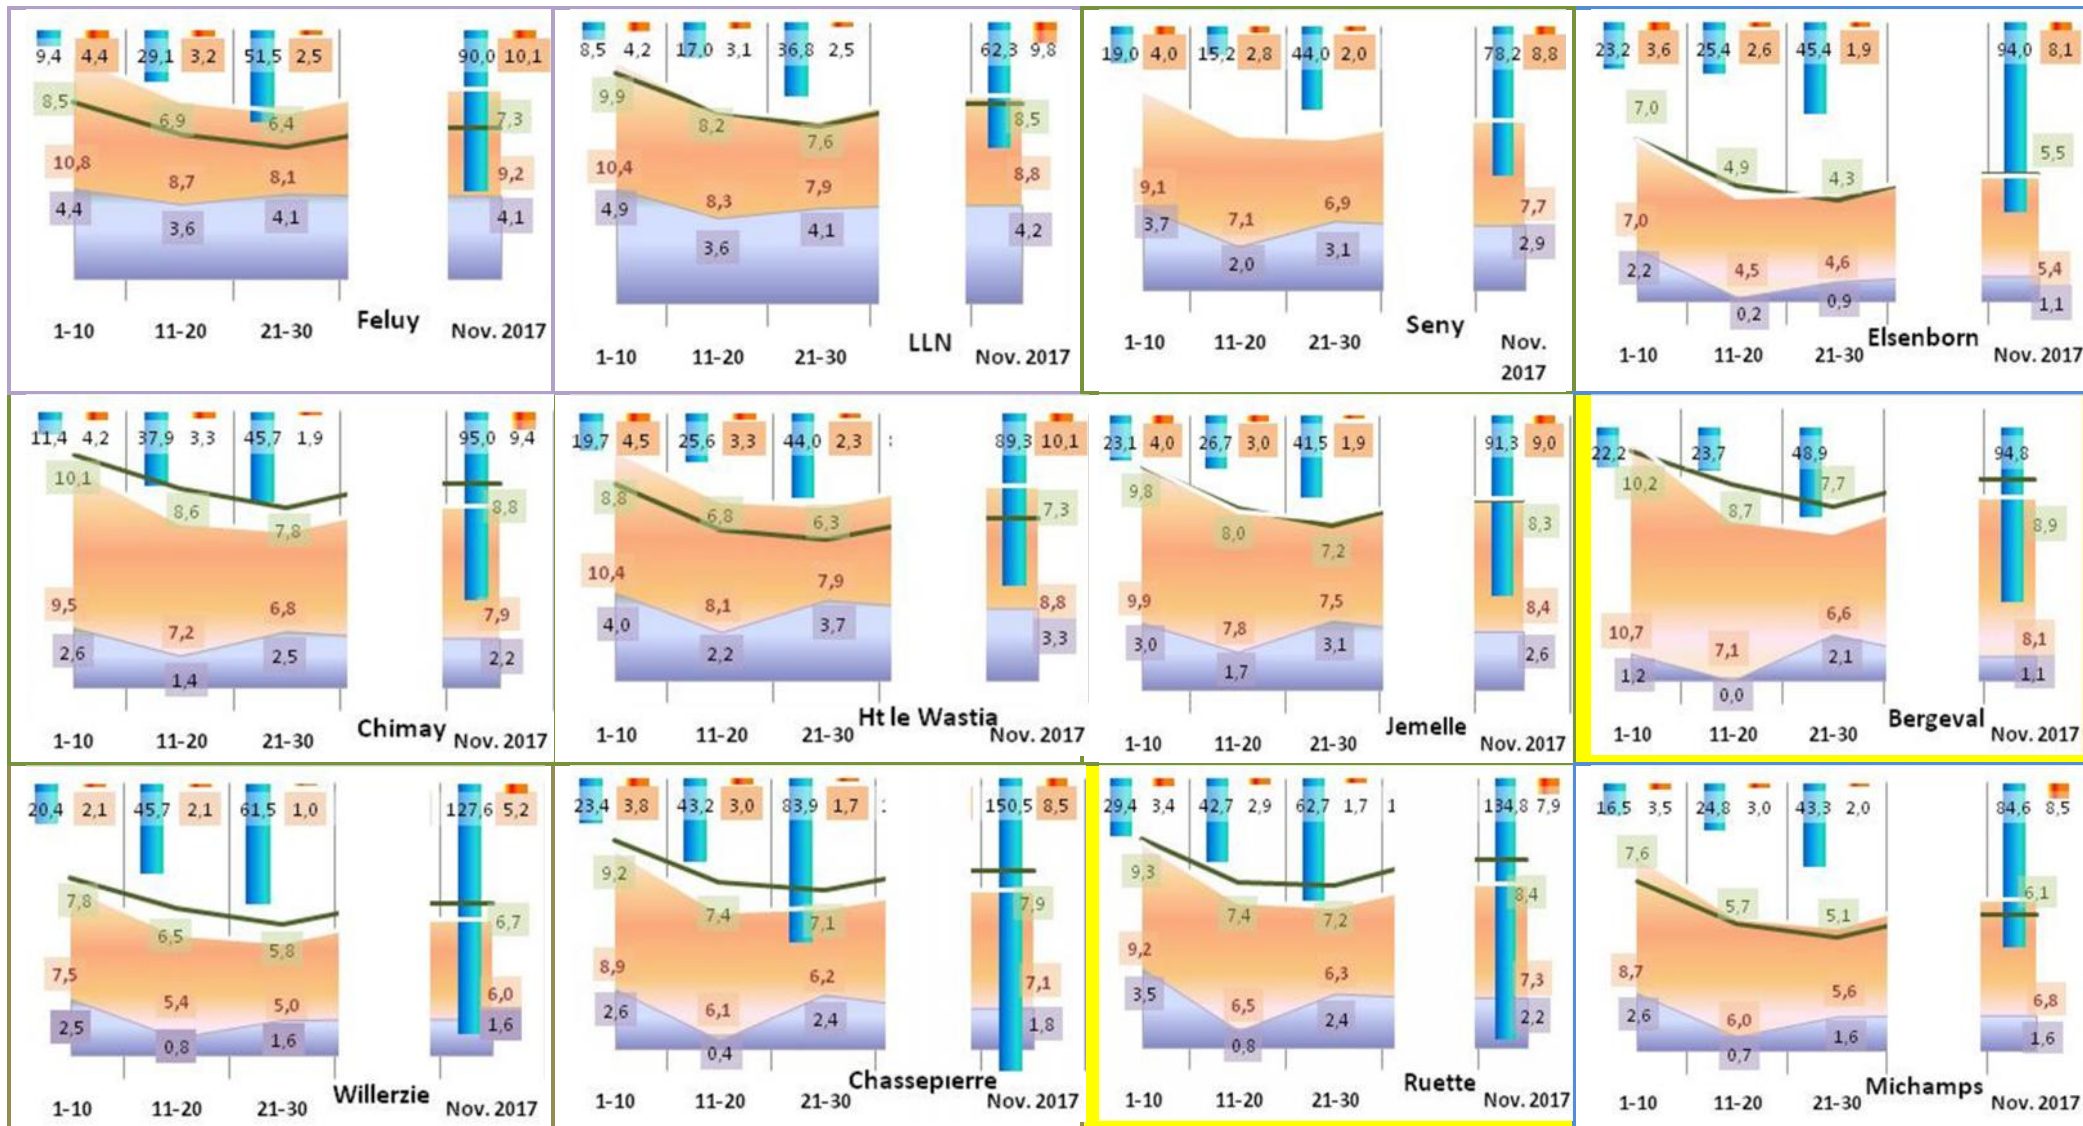 9,4 4,4 29,1 3,2 51,5 2,5 90,0 10,1
8,5 6,9 6,4 7,3
10,8 8,7 8,1 9,2
4,4 3,6 4,1 4,1
Feluy
1-10 11-20 21-30 Nov. 2017
8,5 4,2 17,0 3,1 36,8 2,5 62,3 9,8
9,9 8,2 7,6 8,5
10,4 8,3 7,9 8,8
4,9 3,6 4,1 4,2
LLN
1-10 11-20 21-30 Nov. 2017
19,0 4,0 15,2 2,8 44,0 2,0 78,2 8,8
9,1 7,1 6,9 7,7
3,7 2,0 3,1 2,9
Seny
1-10 11-20 21-30 Nov.
2017
23,2 3,6 25,4 2,6 45,4 1,9 94,0 8,1
7,0 4,9 4,3 5,5
7,0 4,5 4,6 5,4
2,2 0,2 0,9 1,1
Elsenborn
1-10 11-20 21-30 Nov. 2017
11,4 4,2 37,9 3,3 45,7 1,9 95,0 9,4
10,1 8,6 7,8 8,8
9,5 7,2 6,8 7,9
2,6 1,4 2,5 2,2
Chimay
1-10 11-20 21-30 Nov. 2017
19,7 4,5 25,6 3,3 44,0 2,3 89,3 10,1
8,8 6,8 6,3 7,3
10,4 8,1 7,9 8,8
4,0 2,2 3,7 3,3
Ht le Wastia
1-10 11-20 21-30 Nov. 2017
23,1 4,0 26,7 3,0 41,5 1,9 91,3 9,0
9,8 8,0 7,2 8,3
9,9 7,8 7,5 8,4
3,0 1,7 3,1 2,6
Jemelle
1-10 11-20 21-30 Nov. 2017
22,2 23,7 48,9 94,8
10,2 8,7 7,7 8,9
10,7 7,1 6,6 8,1
1,2 0,0 2,1 1,1
Bergeval
1-10 11-20 21-30 Nov. 2017
20,4 2,1 45,7 2,1 61,5 1,0 127,6 5,2
7,8 6,5 5,8 6,7
7,5 5,4 5,0 6,0
2,5 0,8 1,6 1,6
Willerzie
1-10 11-20 21-30 Nov. 2017
23,4 3,8 43,2 3,0 83,9 1,7 150,5 8,5
9,2 7,4 7,1 7,9
8,9 6,1 6,2 7,1
2,6 0,4 2,4 1,8
Chassepierre
1-10 11-20 21-30 Nov. 2017
29,4 3,4 42,7 2,9 62,7 1,7 1 134,8 7,9
9,3 7,4 7,2 8,4
9,2 6,5 6,3 7,3
3,5 0,8 2,4 2,2
Ruette
1-10 11-20 21-30 Nov. 2017
16,5 3,5 24,8 3,0 43,3 2,0 84,6 8,5
7,6 5,7 5,1 6,1
8,7 6,0 5,6 6,8
2,6 0,7 1,6 1,6
Michamps
1-10 11-20 21-30 Nov. 2017